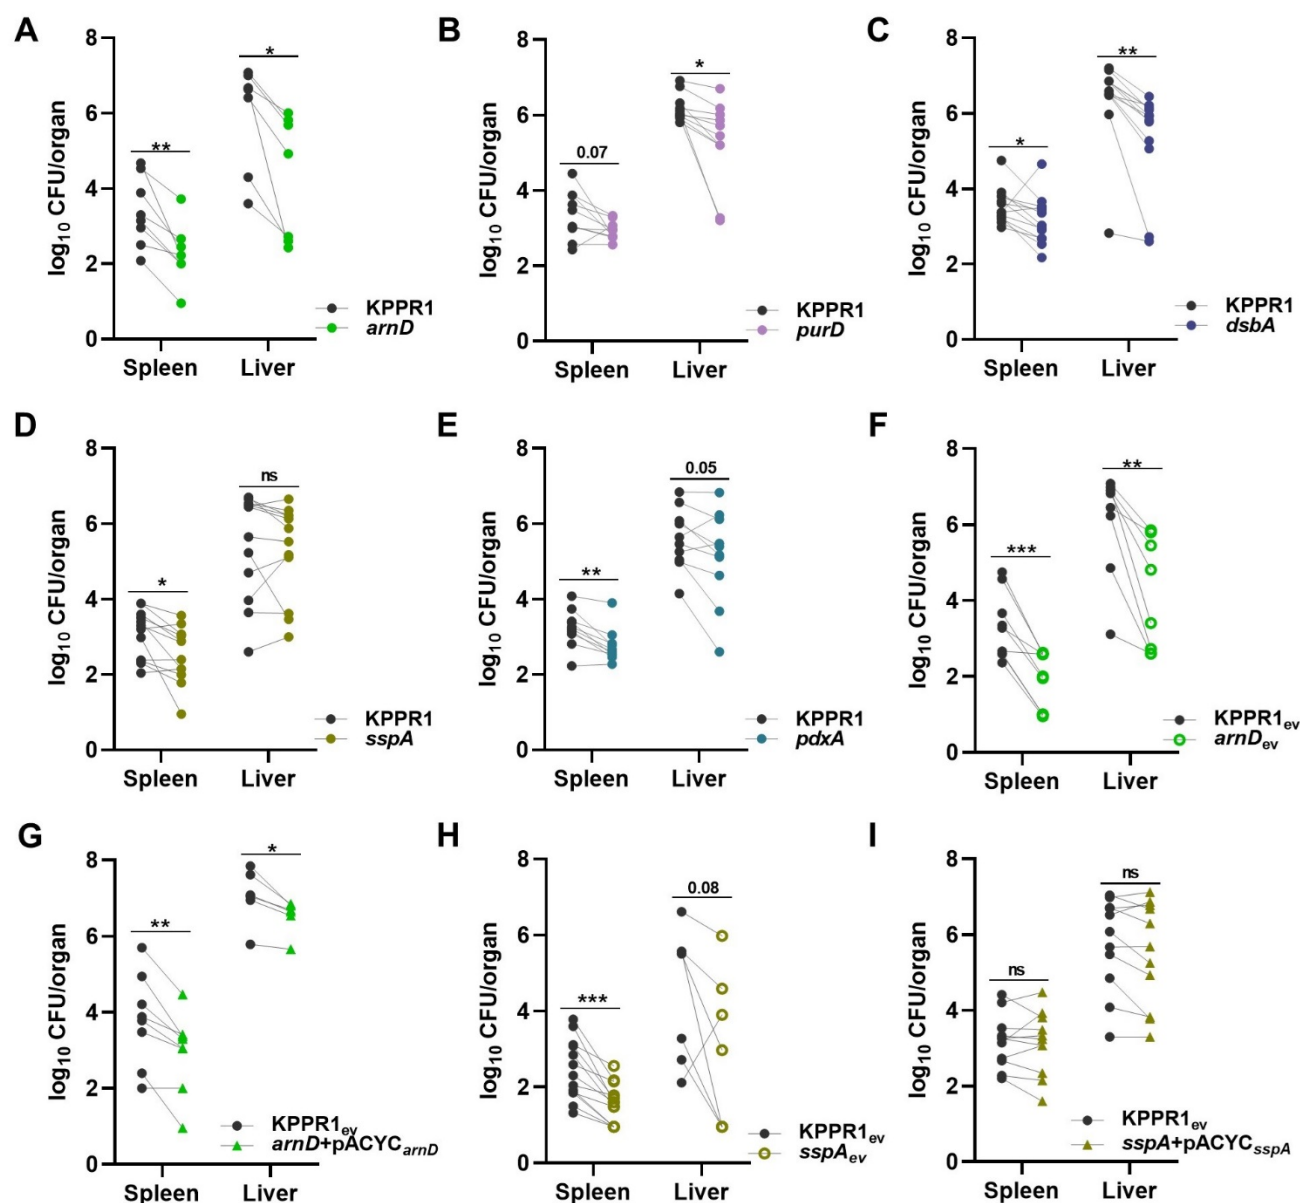 A
8
6
4
2
0
log10 CFU/organ
**
*
KPPR1
arnD
Spleen
Liver
B
8
6
4
2
0
log10 CFU/organ
0.07
*
KPPR1
purD
Spleen
Liver
C
8
6
4
2
0
log10 CFU/organ
*
**
KPPR1
dsbA
Spleen
Liver
D
8
6
4
2
0
log10 CFU/organ
*
ns
KPPR1
sspA
Spleen
Liver
E
8
6
4
2
0
log10 CFU/organ
**
0.05
KPPR1
pdxA
Spleen
Liver
F
8
6
4
2
0
log10 CFU/organ
***
**
KPPR1ev
arnDev
Spleen
Liver
G
8
6
4
2
0
log10 CFU/organ
**
*
KPPR1ev
arnD+pACYCarnD
Spleen
Liver
H
8
6
4
2
0
log10 CFU/organ
***
0.08
KPPR1ev
sspAev
Spleen
Liver
I
8
6
4
2
0
log10 CFU/organ
ns
ns
KPPR1ev
sspA+pACYCsspA
Spleen
Liver